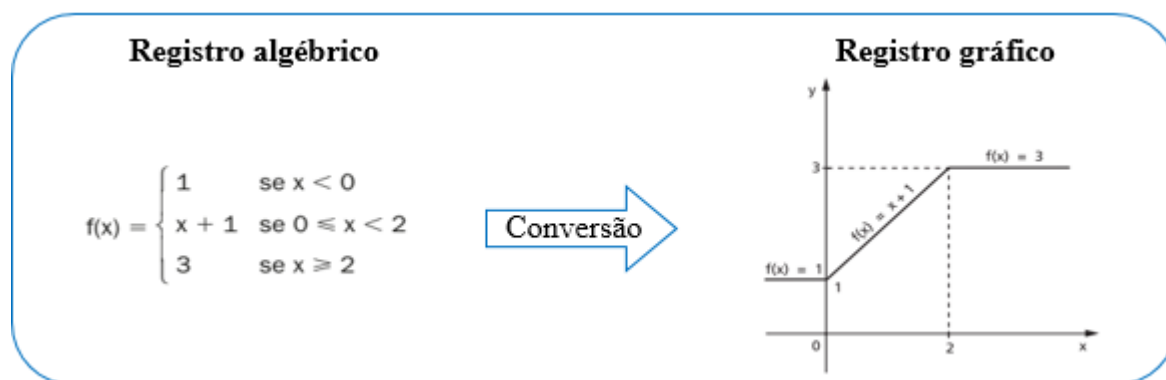 Registro algébrico
f(x) = { 1 se x < 0
x + 1 se 0 ⩽ x < 2
3 se x ⩾ 2
Conversão
Registro gráfico
y
3
f(x) = 3
f(x) = x + 1
f(x) = 1
1
0
2
x